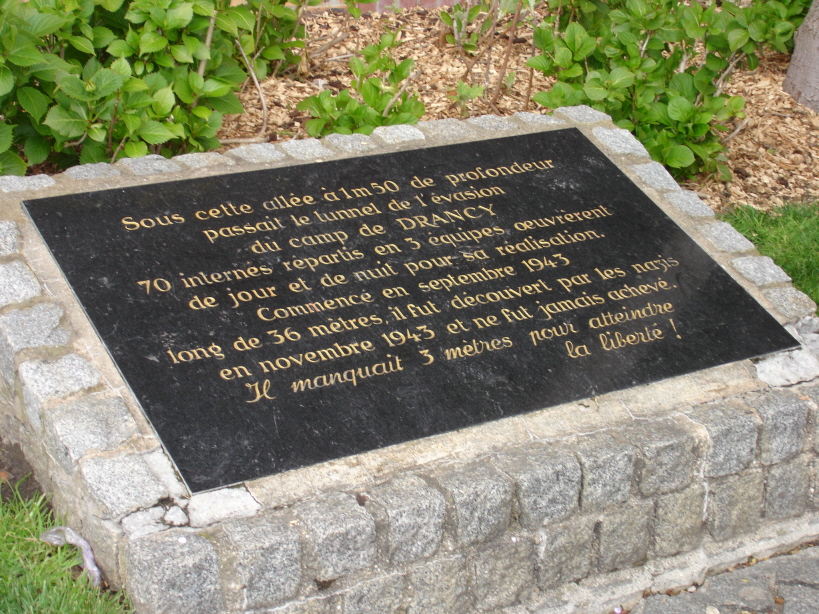 Sous cette allée à 1m50 de profondeur
passait le tunnel de l'évasion
du camp de DRANCY
70 internés répartis en 3 équipes œuvrèrent
de jour et de nuit pour sa réalisation.
Commencé en septembre 1943
long de 36 mètres, il fut découvert par les nazis
en novembre 1943 et ne fut jamais achevé.
Il manquait 3 mètres pour atteindre
la liberté !